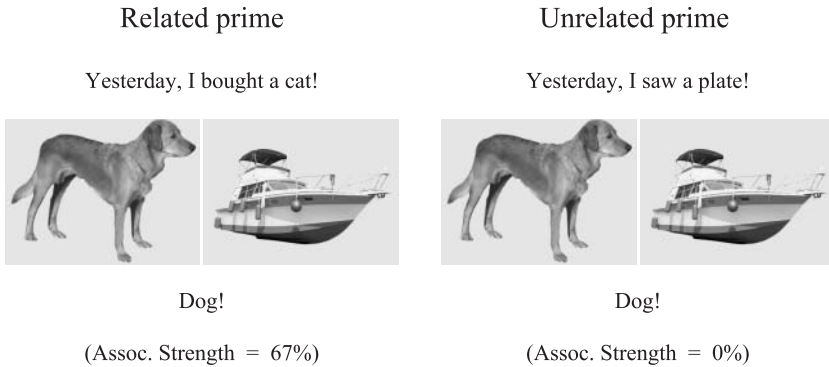 Related prime
Yesterday, I bought a cat!
Dog!
(Assoc. Strength = 67%)
Unrelated prime
Yesterday, I saw a plate!
Dog!
(Assoc. Strength = 0%)